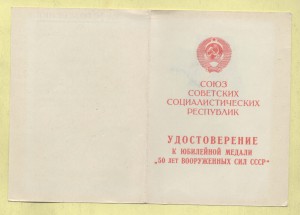 СОЮЗ
СОВЕТСКИХ
СОЦИАЛИСТИЧЕСКИХ
РЕСПУБЛИК
УДОСТОВЕРЕНИЕ
К ЮБИЛЕЙНОЙ МЕДАЛИ
„50 ЛЕТ ВООРУЖЕННЫХ СИЛ СССР“